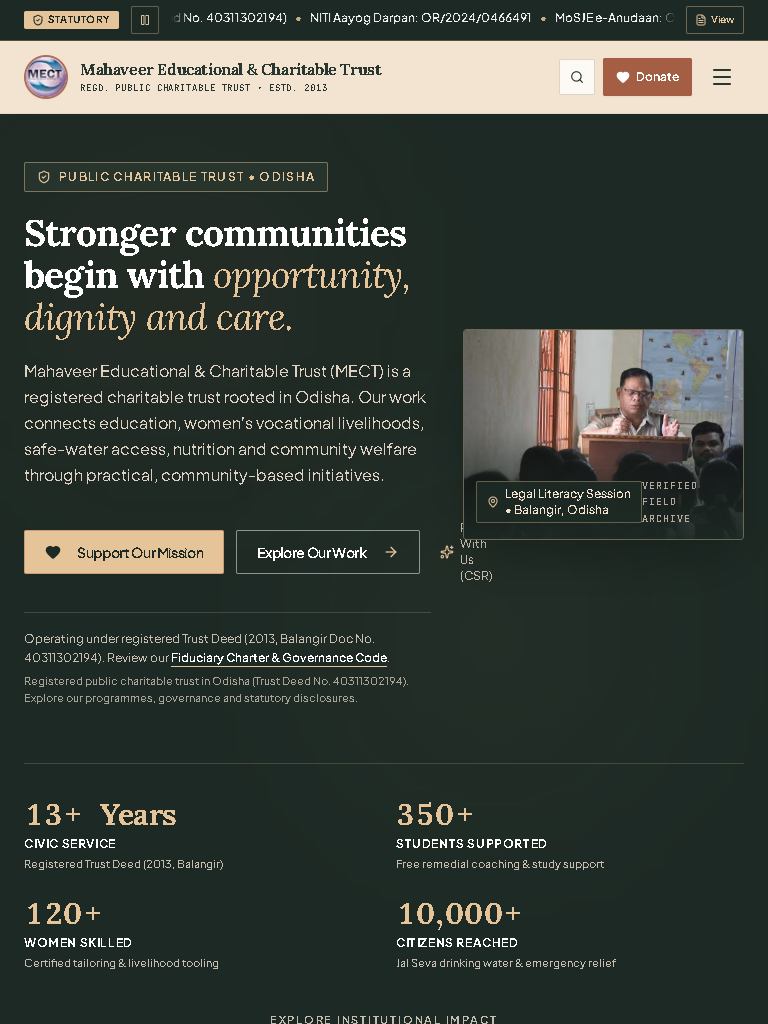 STATUTORY
d No. 40311302194) • NITI Aayog Darpan: OR/2024/0466491 • MoSJE e-Anudaan:
View
MECT
Mahaveer Educational & Charitable Trust
REGD. PUBLIC CHARITABLE TRUST • ESTD. 2013
Donate
PUBLIC CHARITABLE TRUST • ODISHA
Stronger communities
begin with opportunity,
dignity and care.
Mahaveer Educational & Charitable Trust (MECT) is a
registered charitable trust rooted in Odisha. Our work
connects education, women's vocational livelihoods,
safe-water access, nutrition and community welfare
through practical, community-based initiatives.
Legal Literacy Session
• Balangir, Odisha
VERIFIED
FIELD
ARCHIVE
Support Our Mission
Explore Our Work
With
Us
(CSR)
Operating under registered Trust Deed (2013, Balangir Doc No.
40311302194). Review our Fiduciary Charter & Governance Code.
Registered public charitable trust in Odisha (Trust Deed No. 40311302194).
Explore our programmes, governance and statutory disclosures.
13+ Years
CIVIC SERVICE
Registered Trust Deed (2013, Balangir)
350+
STUDENTS SUPPORTED
Free remedial coaching & study support
120+
WOMEN SKILLED
Certified tailoring & livelihood tooling
10,000+
CITIZENS REACHED
Jal Seva drinking water & emergency relief
EXPLORE INSTITUTIONAL IMPACT